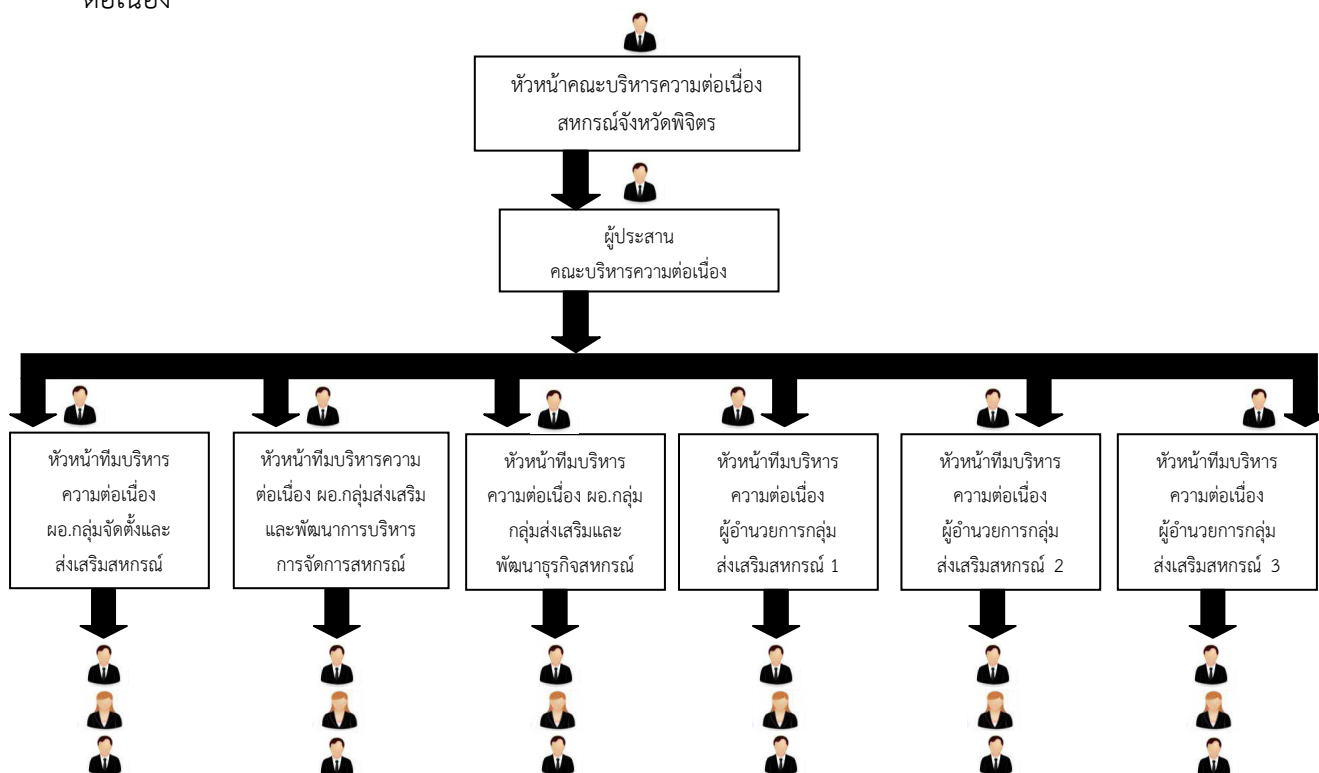 ต่อเนื่อง
หัวหน้าคณะบริหารความต่อเนื่อง
สหกรณ์จังหวัดพิจิตร
ผู้ประสาน
คณะบริหารความต่อเนื่อง
หัวหน้าทีมบริหาร
ความต่อเนื่อง
ผอ.กลุ่มจัดตั้งและ
ส่งเสริมสหกรณ์
หัวหน้าทีมบริหารความ
ต่อเนื่อง ผอ.กลุ่มส่งเสริม
และพัฒนาการบริหาร
การจัดการสหกรณ์
หัวหน้าทีมบริหาร
ความต่อเนื่อง ผอ.กลุ่ม
กลุ่มส่งเสริมและ
พัฒนาธุรกิจสหกรณ์
หัวหน้าทีมบริหาร
ความต่อเนื่อง
ผู้อำนวยการกลุ่ม
ส่งเสริมสหกรณ์ 1
หัวหน้าทีมบริหาร
ความต่อเนื่อง
ผู้อำนวยการกลุ่ม
ส่งเสริมสหกรณ์ 2
หัวหน้าทีมบริหาร
ความต่อเนื่อง
ผู้อำนวยการกลุ่ม
ส่งเสริมสหกรณ์ 3